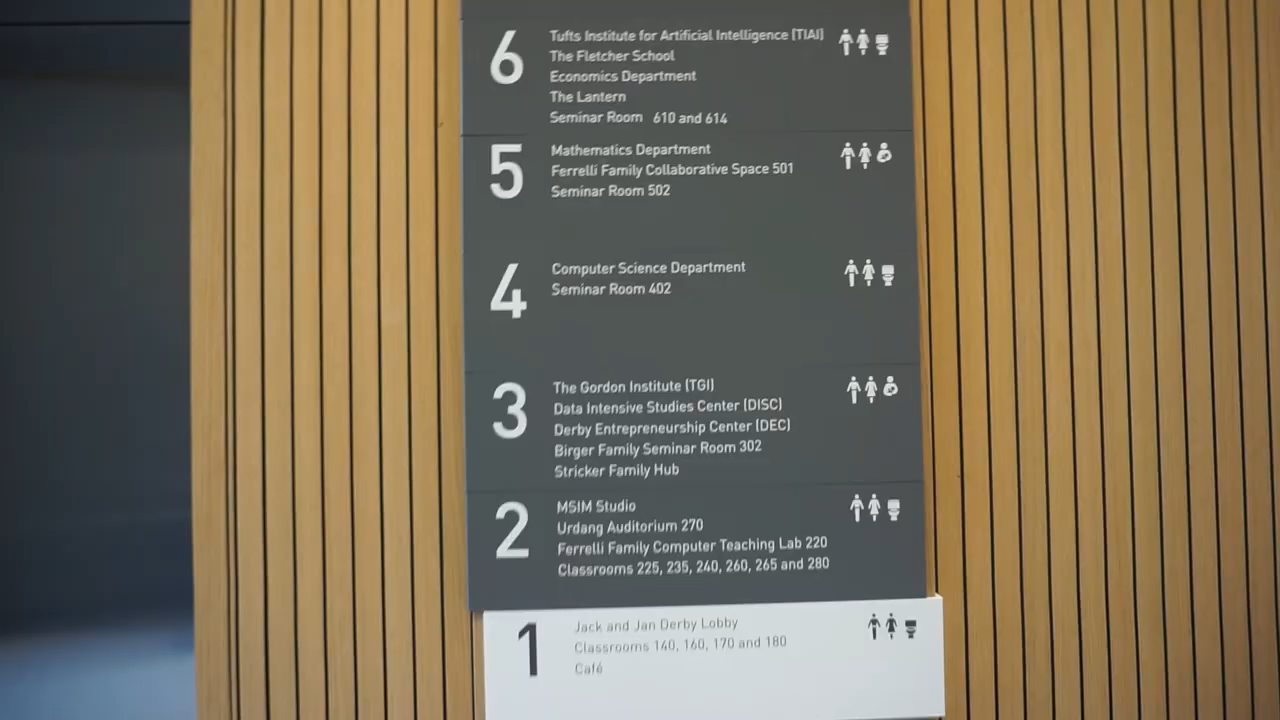 6
Tufts Institute for Artificial Intelligence (TIAI)
The Fletcher School
Economics Department
The Lantern
Seminar Room 610 and 614
5
Mathematics Department
Ferrelli Family Collaborative Space 501
Seminar Room 502
4
Computer Science Department
Seminar Room 402
3
The Gordon Institute (TGI)
Data Intensive Studies Center (DISC)
Derby Entrepreneurship Center (DEC)
Birger Family Seminar Room 302
Stricker Family Hub
2
MSIM Studio
Urdang Auditorium 270
Ferrelli Family Computer Teaching Lab 220
Classrooms 225, 235, 240, 260, 265 and 280
1
Jack and Jan Derby Lobby
Classrooms 140, 160, 170 and 180
Café